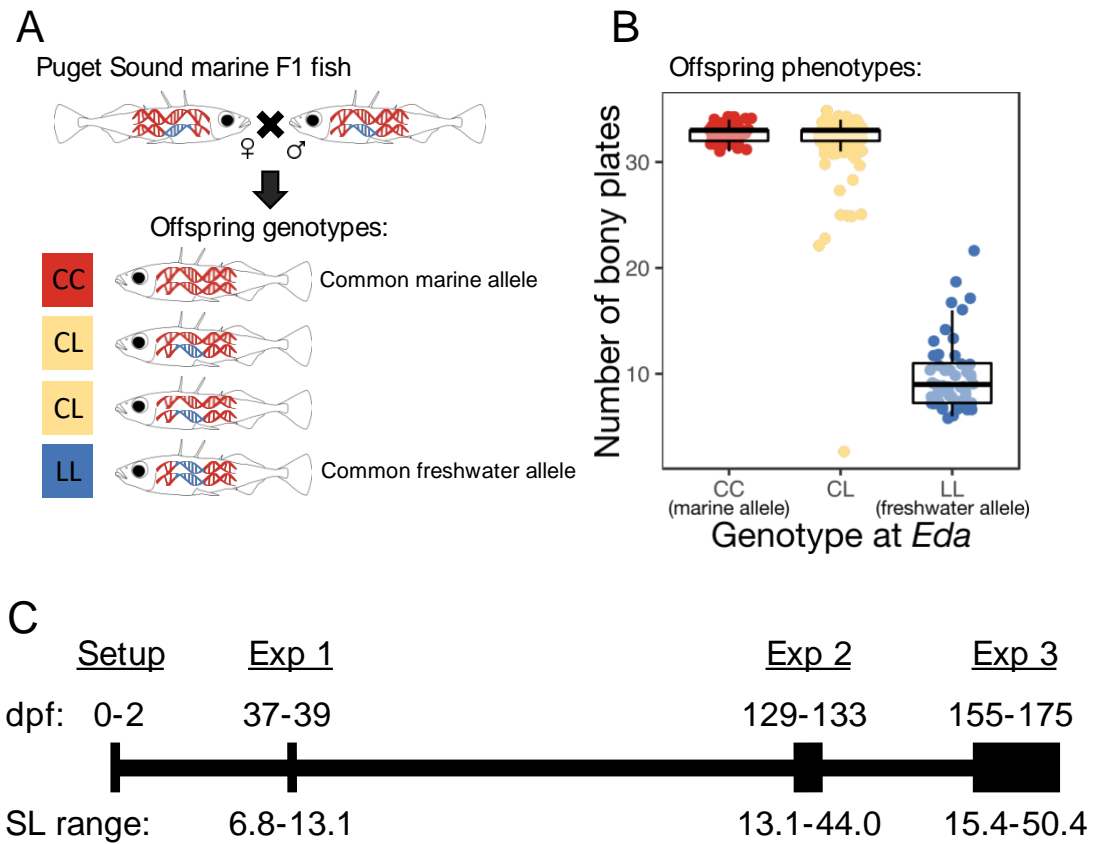 A
Puget Sound marine F1 fish
♀ ♂
Offspring genotypes:
CC Common marine allele
CL
CL
LL Common freshwater allele
B
Offspring phenotypes:
Number of bony plates
30
20
10
CC CL LL
(marine allele) (freshwater allele)
Genotype at Eda
C
Setup Exp 1 Exp 2 Exp 3
dpf: 0-2 37-39 129-133 155-175
SL range: 6.8-13.1 13.1-44.0 15.4-50.4